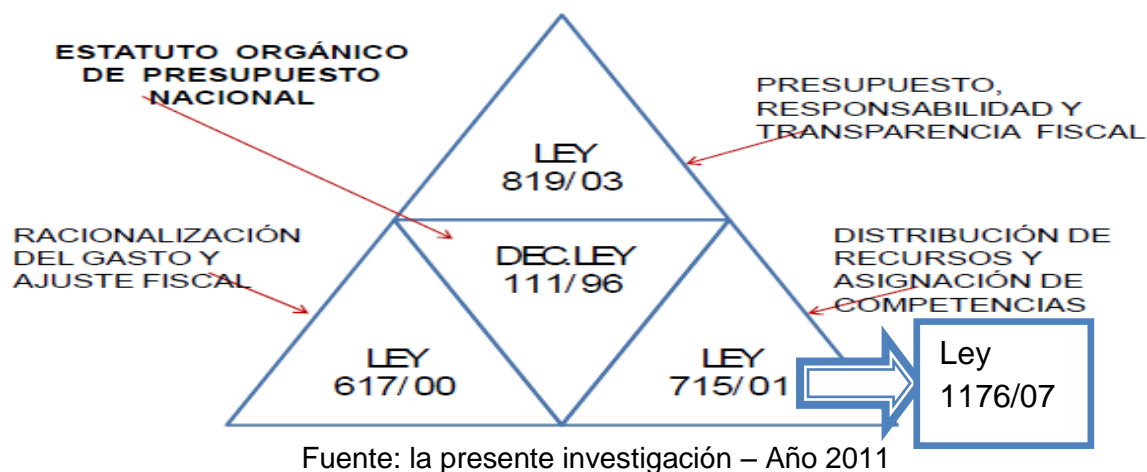 ESTATUTO ORGÁNICO
DE PRESUPUESTO
NACIONAL
PRESUPUESTO,
RESPONSABILIDAD Y
TRANSPARENCIA FISCAL
LEY
819/03
RACIONALIZACIÓN
DEL GASTO Y
AJUSTE FISCAL
DEC.LEY
111/96
DISTRIBUCIÓN DE
RECURSOS Y
ASIGNACIÓN DE
COMPETENCIAS
LEY
617/00
LEY
715/01
Ley
1176/07
Fuente: la presente investigación – Año 2011